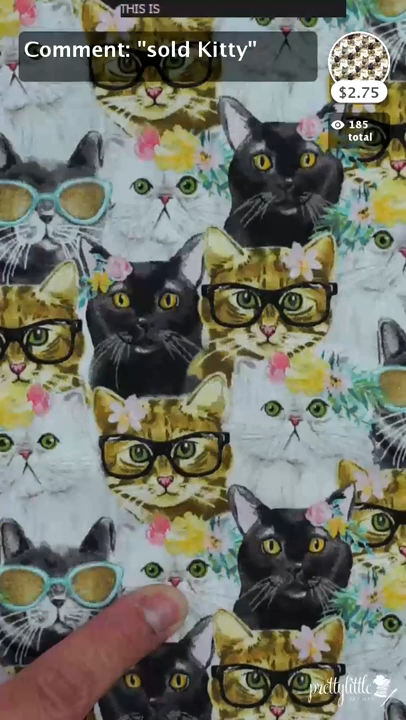 THIS IS
Comment: "sold Kitty"
$2.75
185
total
prettylittle